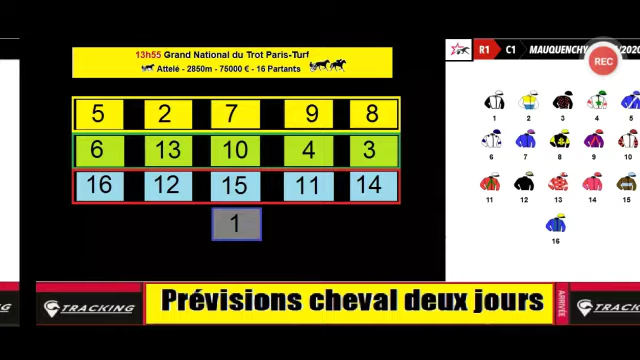 13h55 Grand National du Trot Paris-Turf
Attelé - 2850m - 75000 € - 16 Partants
5 2 7 9 8
6 13 10 4 3
16 12 15 11 14
1
R1 C1 MAUQUENCHY
2020
REC
1 2 3 4 5
6 7 8 9 10
11 12 13 14 15
16
TRACKING
Prévisions cheval deux jours
ARRIVÉE
TRACKING